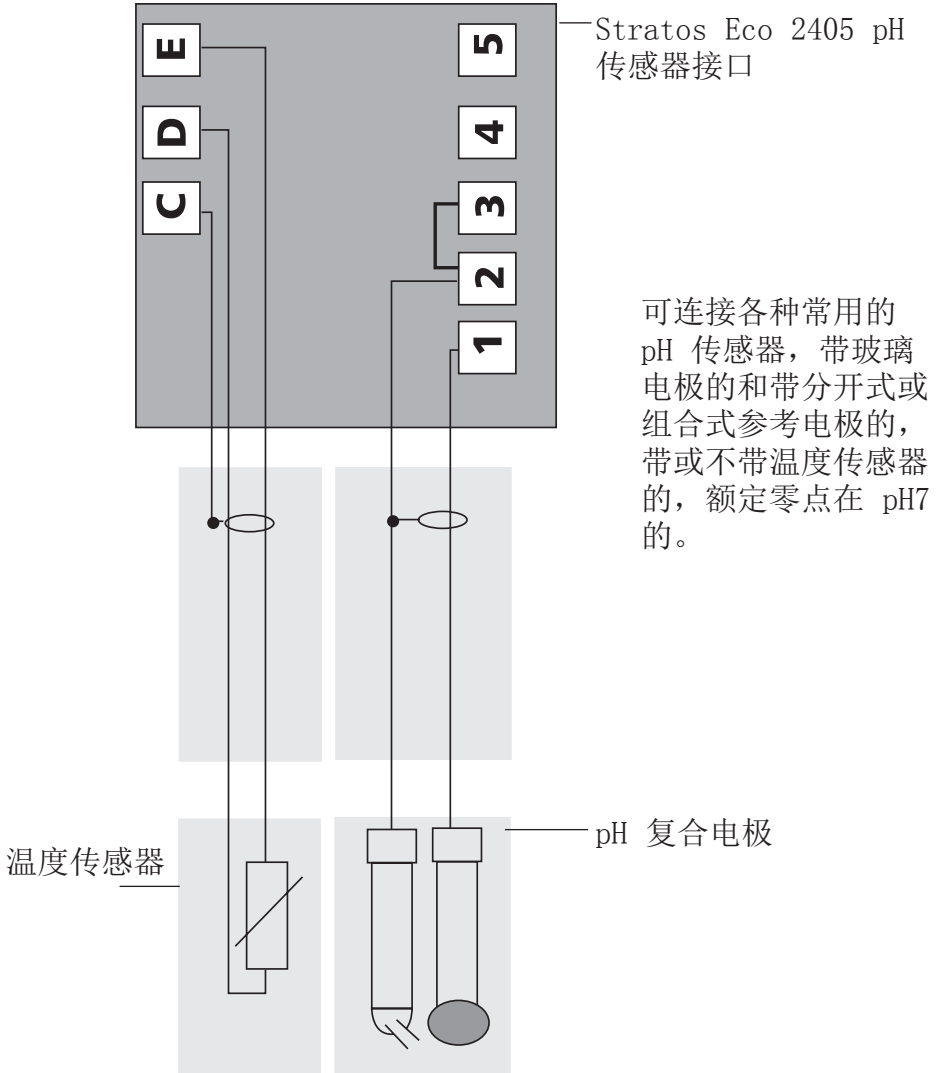 Stratos Eco 2405 pH
传感器接口
E
D
C
5
4
3
2
1
可连接各种常用的
pH 传感器，带玻璃
电极的和带分开式或
组合式参考电极的，
带或不带温度传感器
的，额定零点在 pH7
的。
温度传感器
pH 复合电极